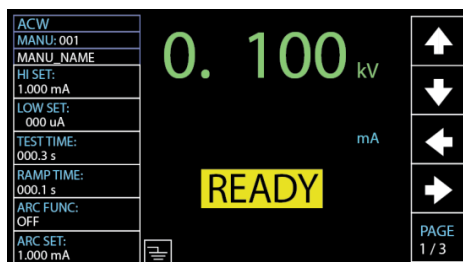 ACW
MANU: 001
MANU_NAME
HI SET:
1.000 mA
LOW SET:
000 uA
TEST TIME:
000.3 s
RAMP TIME:
000.1 s
ARC FUNC:
OFF
ARC SET:
1.000 mA
0. 100 kV
mA
READY
PAGE
1 / 3